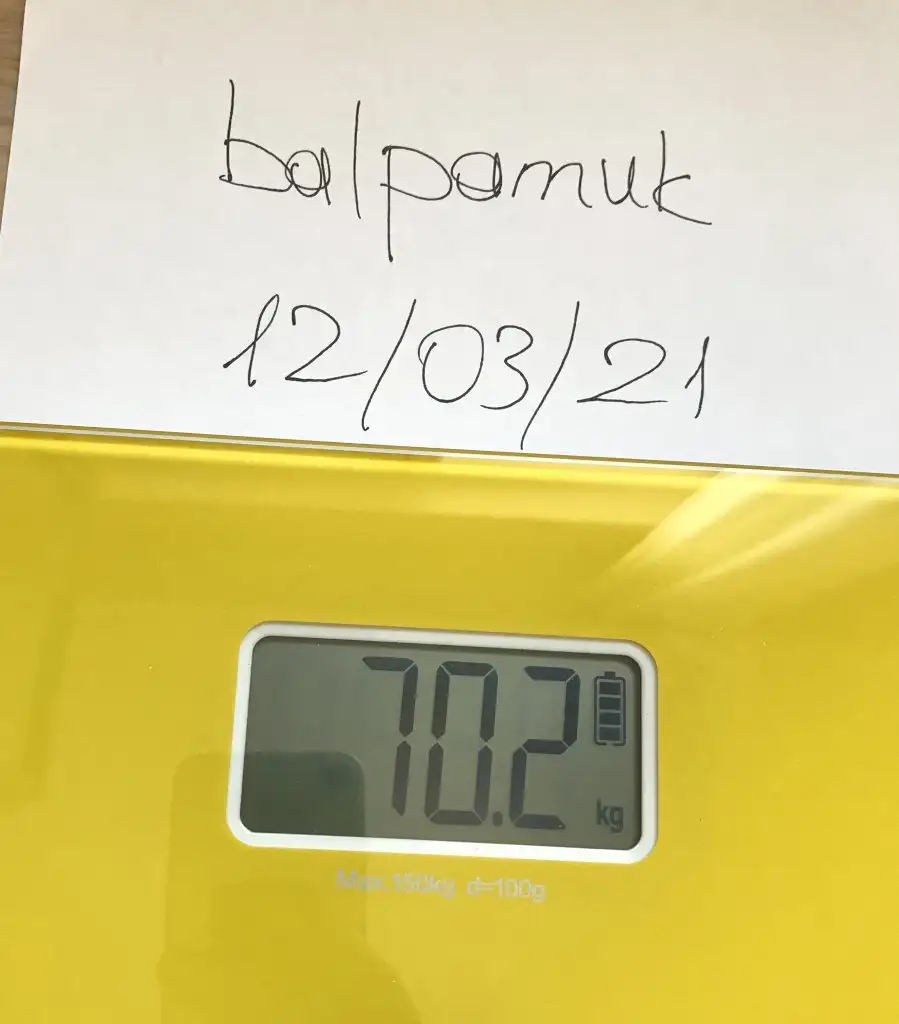 balpamuk
12/03/21
70.2 kg
Max:150kg d=100g